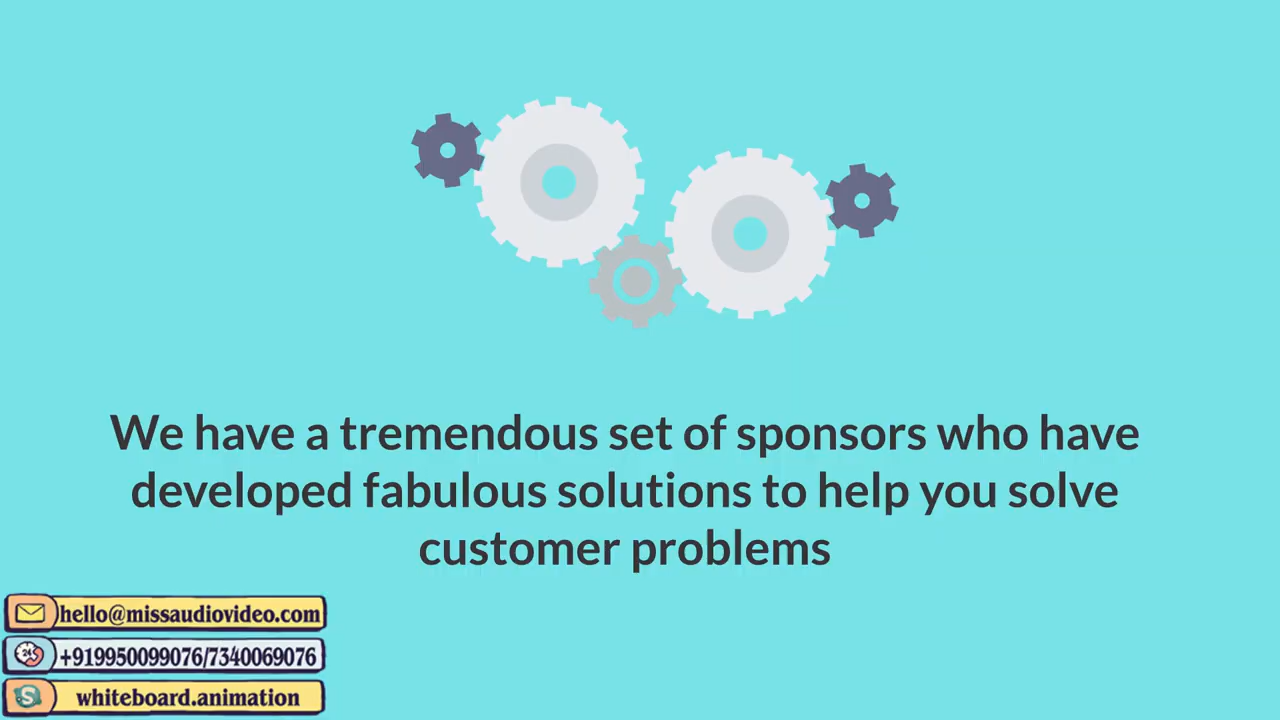 We have a tremendous set of sponsors who have
developed fabulous solutions to help you solve
customer problems
hello@missaudiovideo.com
+919950099076/7340069076
whiteboard.animation